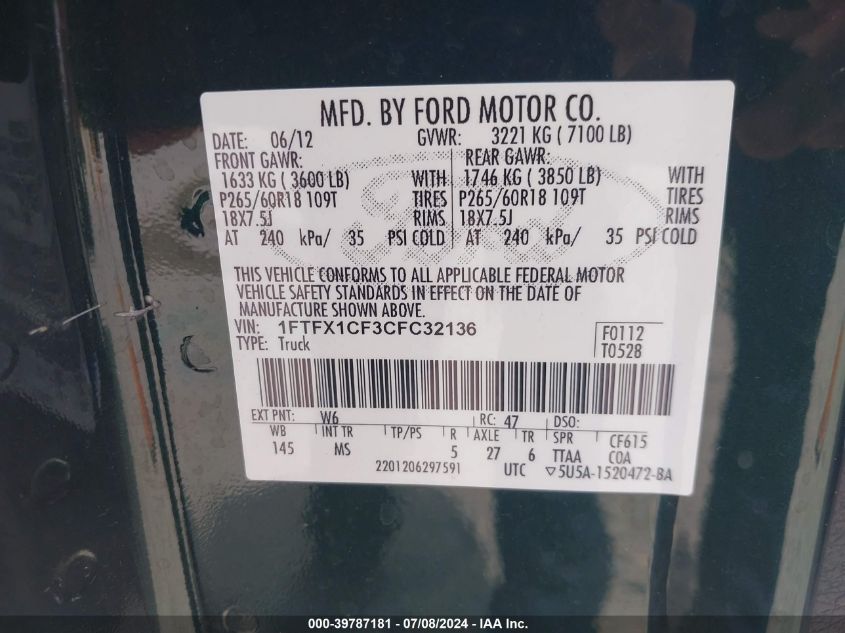 MFD. BY FORD MOTOR CO.
DATE: 06/12 GVWR: 3221 KG ( 7100 LB)
FRONT GAWR: REAR GAWR:
1633 KG ( 3600 LB) WITH 1746 KG ( 3850 LB) WITH
P265/60R18 109T TIRES P265/60R18 109T TIRES
18X7.5J RIMS 18X7.5J RIMS
AT 240 kPa/ 35 PSI COLD AT 240 kPa/ 35 PSI COLD
THIS VEHICLE CONFORMS TO ALL APPLICABLE FEDERAL MOTOR
VEHICLE SAFETY STANDARDS IN EFFECT ON THE DATE OF
MANUFACTURE SHOWN ABOVE.
VIN: 1FTFX1CF3CFC32136 F0112
TYPE: Truck T0528
EXT PNT: W6 RC: 47 DSO:
WB INT TR TP/PS R AXLE TR SPR CF615
145 MS 5 27 6 TTAA COA
2201206297591 UTC ▽5U5A-1520472-BA
000-39787181 - 07/08/2024 - IAA Inc.